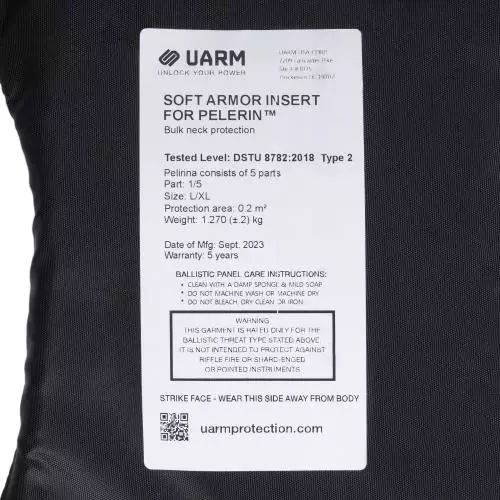 UARM
UNLOCK YOUR POWER
SOFT ARMOR INSERT
FOR PELERIN™
Bulk neck protection
Tested Level: DSTU 8782:2018 Type 2
Pelirina consists of 5 parts
Part: 1/5
Size: L/XL
Protection area: 0.2 m²
Weight: 1.270 (±.2) kg
Date of Mfg: Sept. 2023
Warranty: 5 years
BALLISTIC PANEL CARE INSTRUCTIONS:
• CLEAN WITH A DAMP SPONGE & MILD SOAP
• DO NOT MACHINE WASH OR MACHINE DRY
• DO NOT BLEACH, DRY CLEAN OR IRON
WARNING
THIS GARMENT IS RATED ONLY FOR THE
BALLISTIC THREAT TYPE STATED ABOVE
IT IS NOT INTENDED TO PROTECT AGAINST
RIFFLE FIRE OR SHARD-ENGED
OR POINTED INSTRUMENTS
STRIKE FACE - WEAR THIS SIDE AWAY FROM BODY
uarmprotection.com